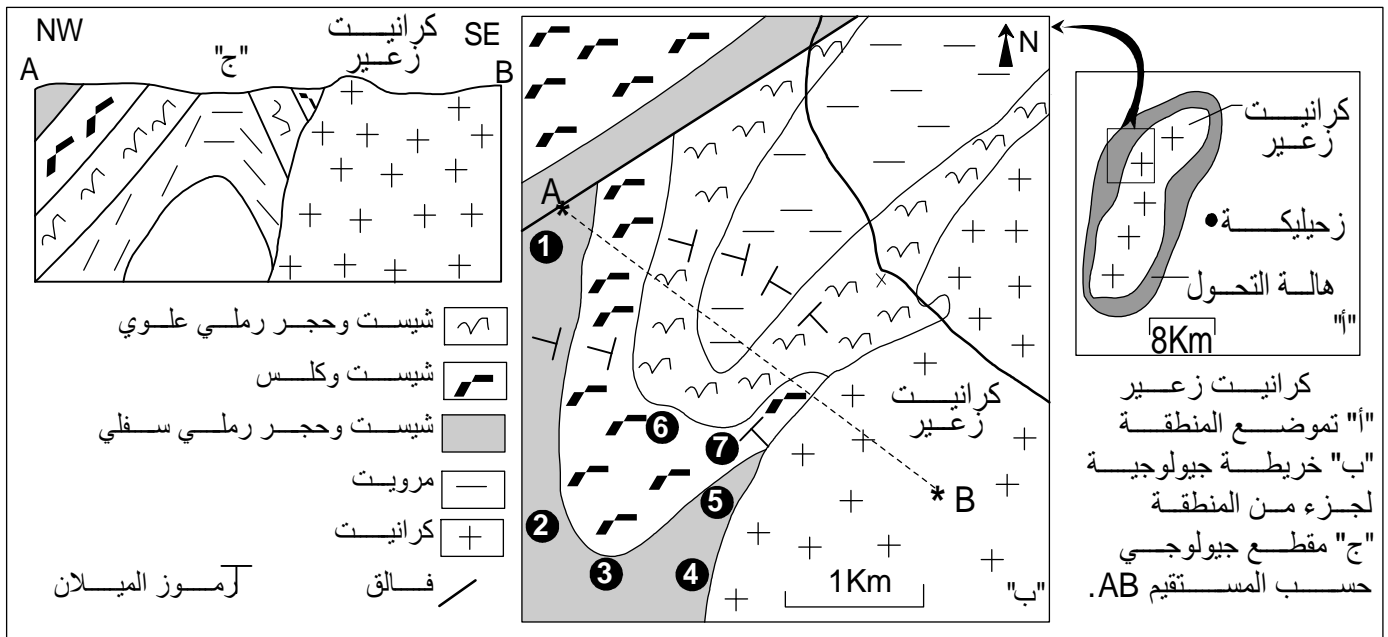 NW
كرانيت
زعير
SE
A
"ج"
B
شيست وحجر رملي علوي
شيست وكلس
شيست وحجر رملي سفلي
مرويت
كرانيت
فالق
رموز الميلان
N
A
1
2
3
4
5
6
7
كرانيت
زعير
B
1Km
"ب"
كرانيت
زعير
زحيليكة
هالة التحول
"أ"
8Km
كرانيت زعير
"أ" تموضع المنطقة
"ب" خريطة جيولوجية
لجزء من المنطقة
"ج" مقطع جيولوجي
حسب المستقيم AB.